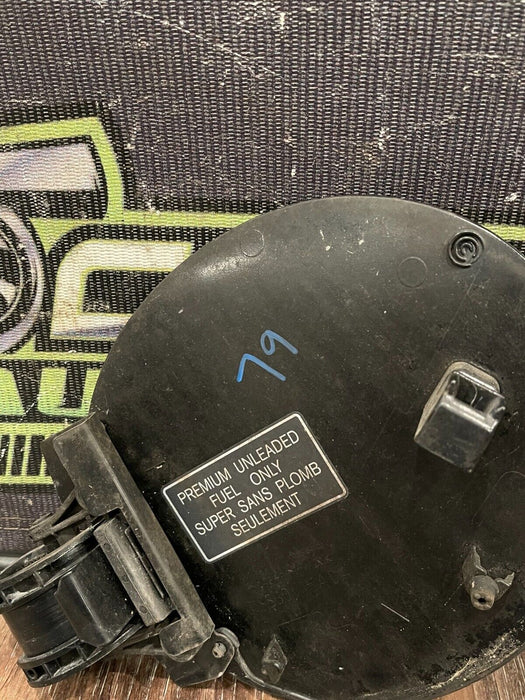 79
PREMIUM UNLEADED
FUEL ONLY
SUPER SANS PLOMB
SEULEMENT